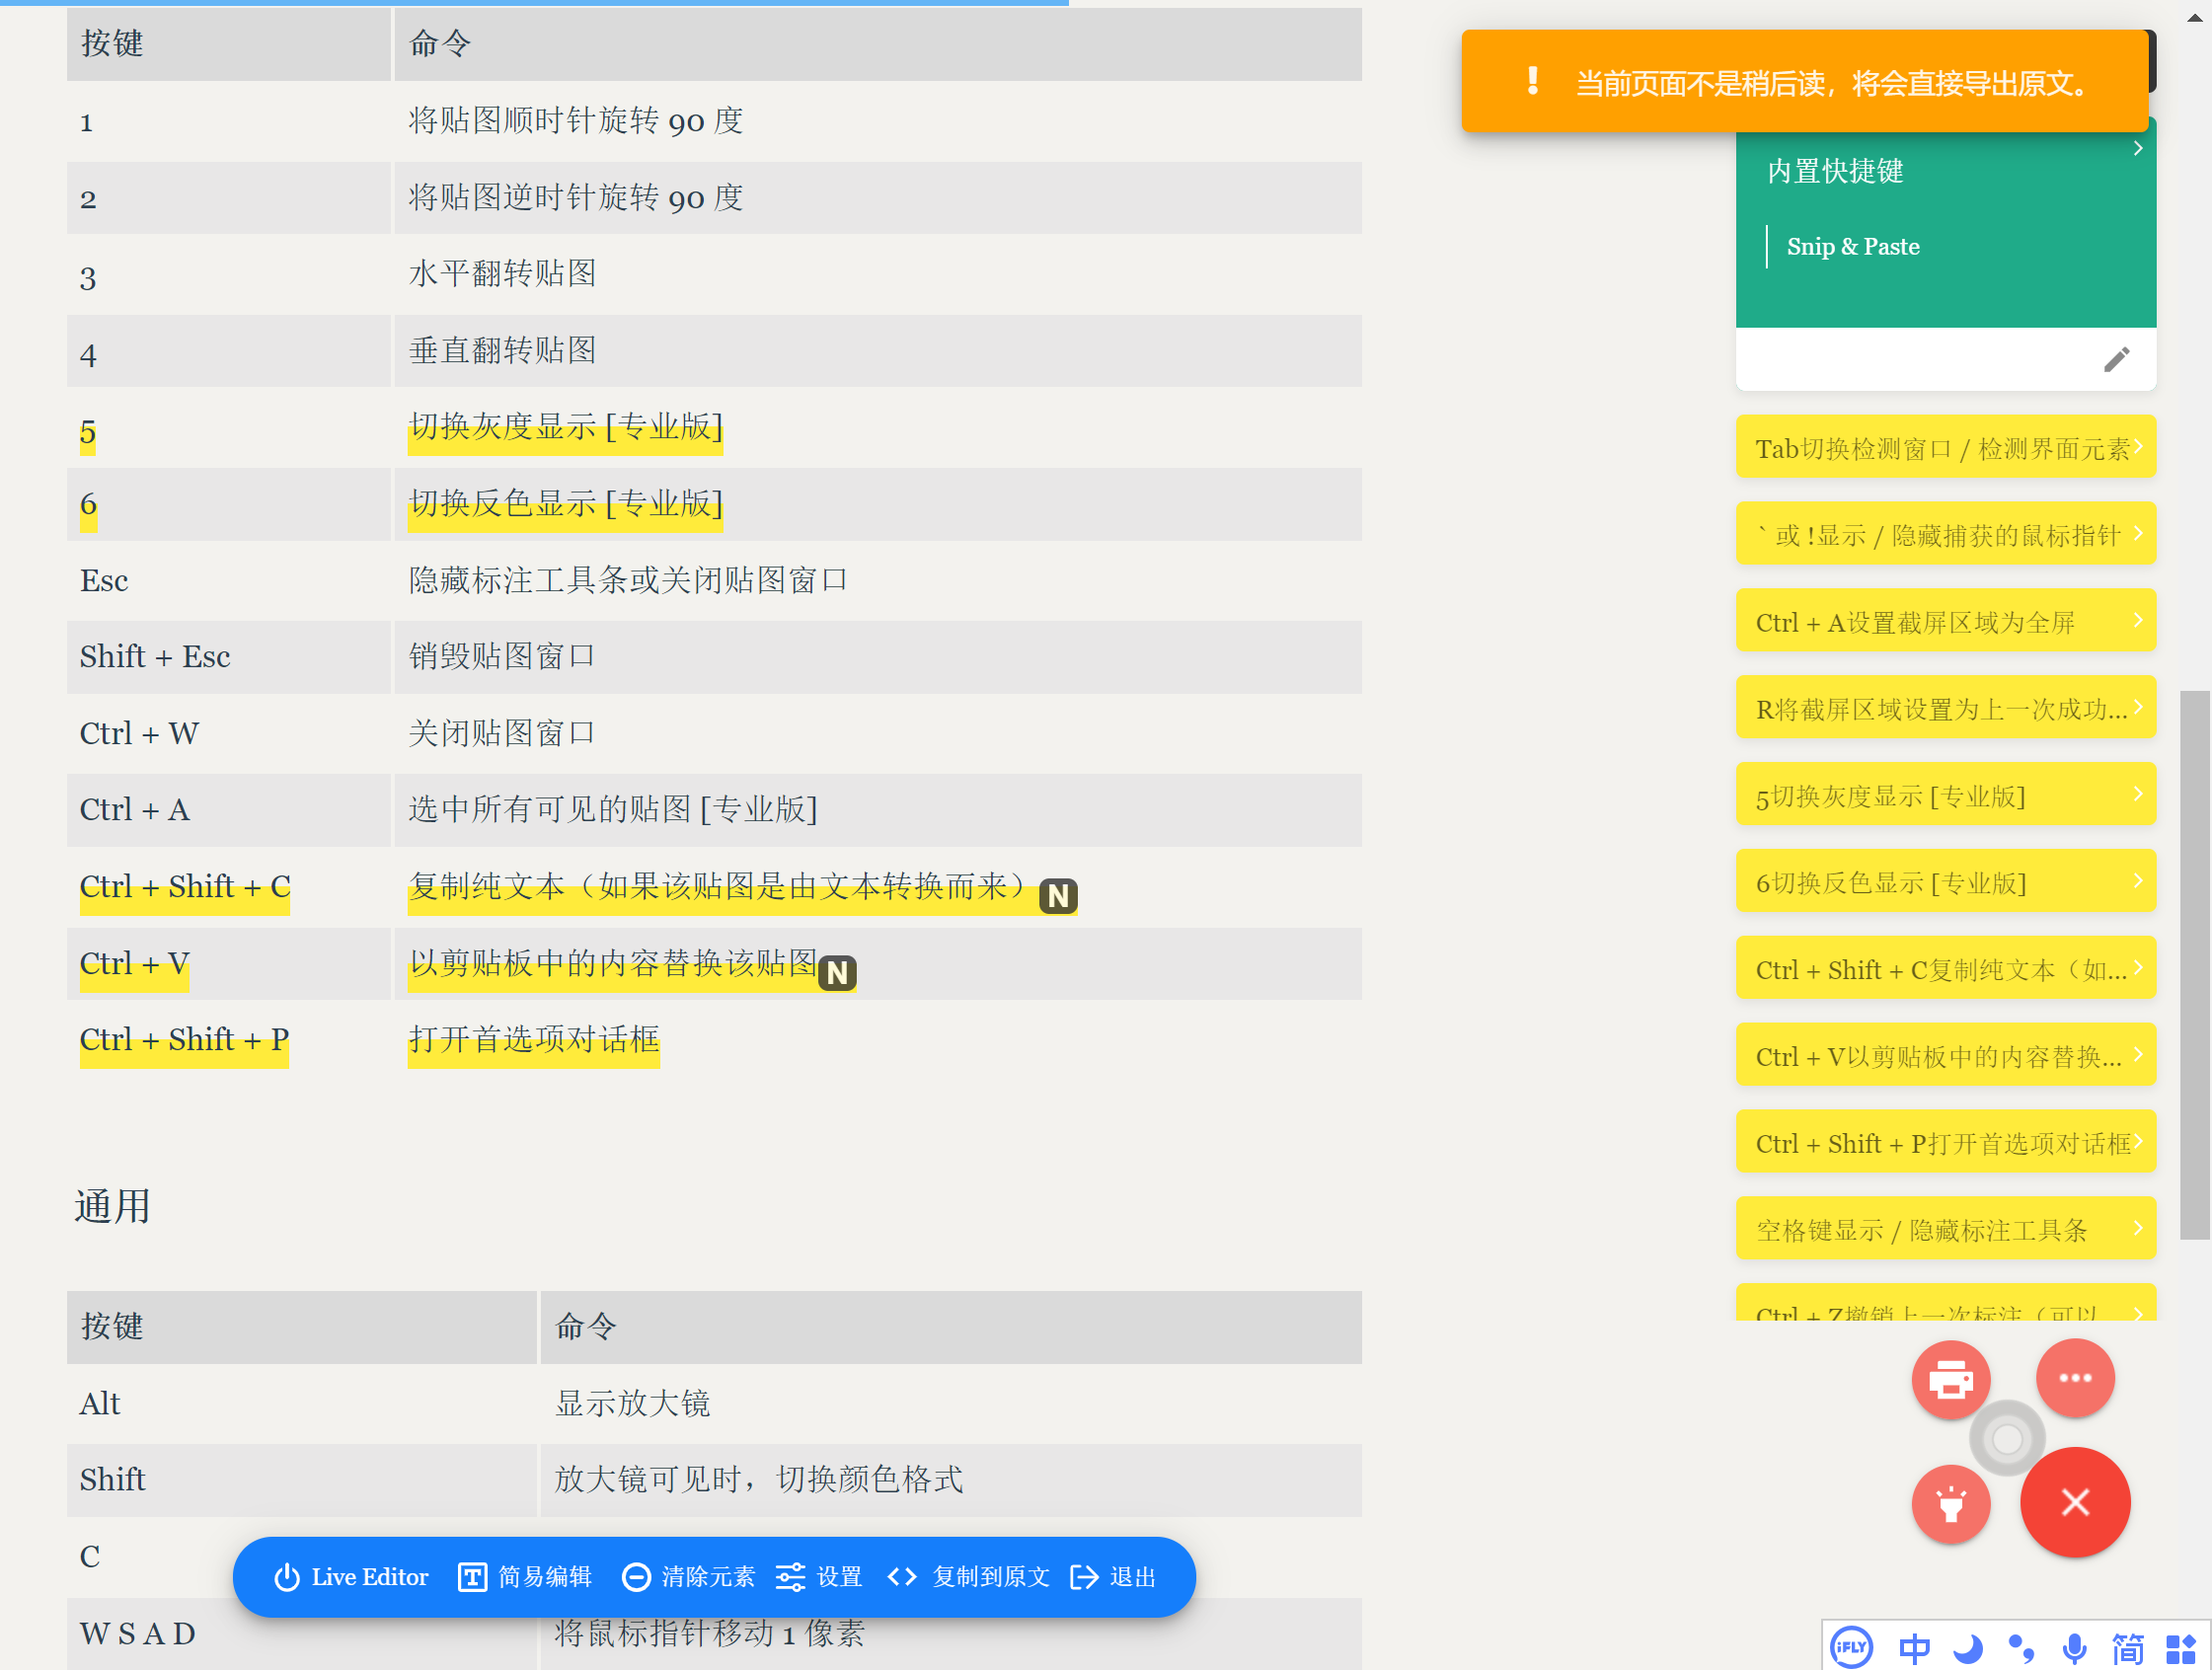 按键 命令
1 将贴图顺时针旋转 90 度
2 将贴图逆时针旋转 90 度
3 水平翻转贴图
4 垂直翻转贴图
5 切换灰度显示 [专业版]
6 切换反色显示 [专业版]
Esc 隐藏标注工具条或关闭贴图窗口
Shift + Esc 销毁贴图窗口
Ctrl + W 关闭贴图窗口
Ctrl + A 选中所有可见的贴图 [专业版]
Ctrl + Shift + C 复制纯文本（如果该贴图是由文本转换而来） N
Ctrl + V 以剪贴板中的内容替换该贴图 N
Ctrl + Shift + P 打开首选项对话框
通用
按键 命令
Alt 显示放大镜
Shift 放大镜可见时，切换颜色格式
C
W S A D 将鼠标指针移动 1 像素
Live Editor 简易编辑 清除元素 设置 复制到原文 退出
当前页面不是稍后读，将会直接导出原文。
内置快捷键
Snip & Paste
Tab切换检测窗口 / 检测界面元素
` 或 !显示 / 隐藏捕获的鼠标指针
Ctrl + A设置截屏区域为全屏
R将截屏区域设置为上一次成功...
5切换灰度显示 [专业版]
6切换反色显示 [专业版]
Ctrl + Shift + C复制纯文本（如...
Ctrl + V以剪贴板中的内容替换...
Ctrl + Shift + P打开首选项对话框
空格键显示 / 隐藏标注工具条
Ctrl + Z撤销上一次标注（可以
iFLY 中 简